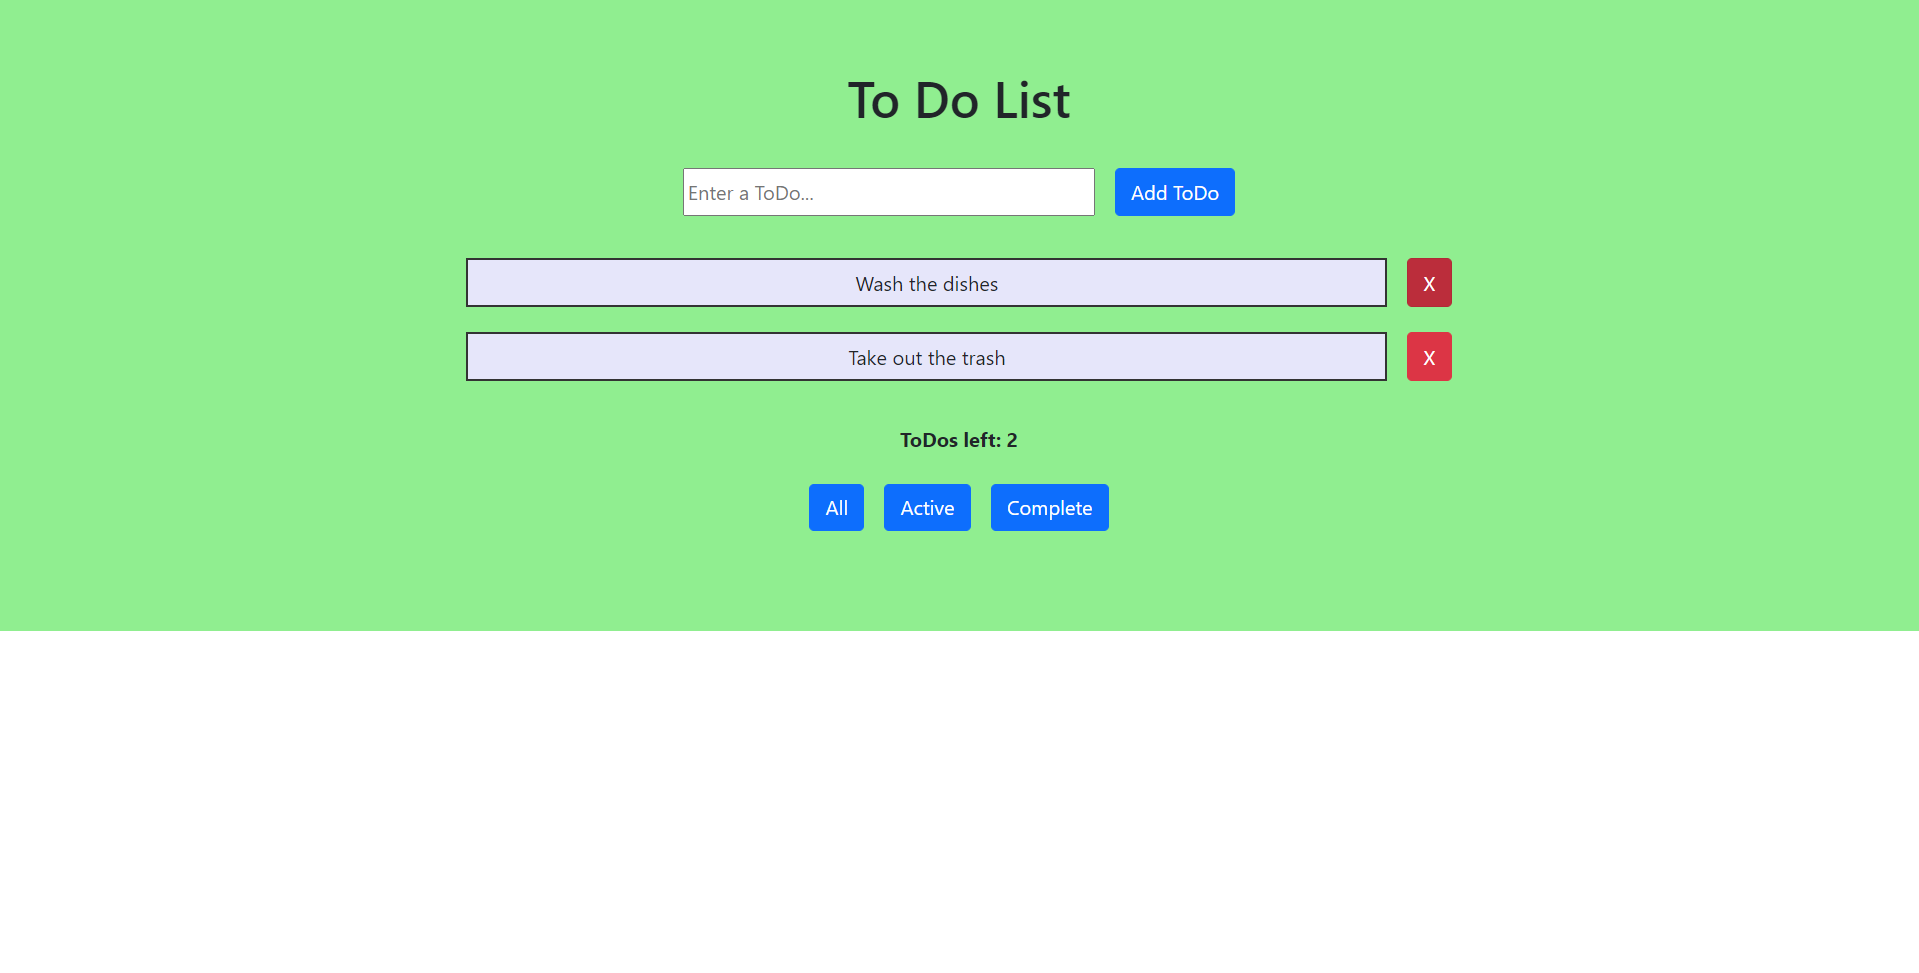 To Do List
Enter a ToDo... Add ToDo
Wash the dishes X
Take out the trash X
ToDos left: 2
All Active Complete